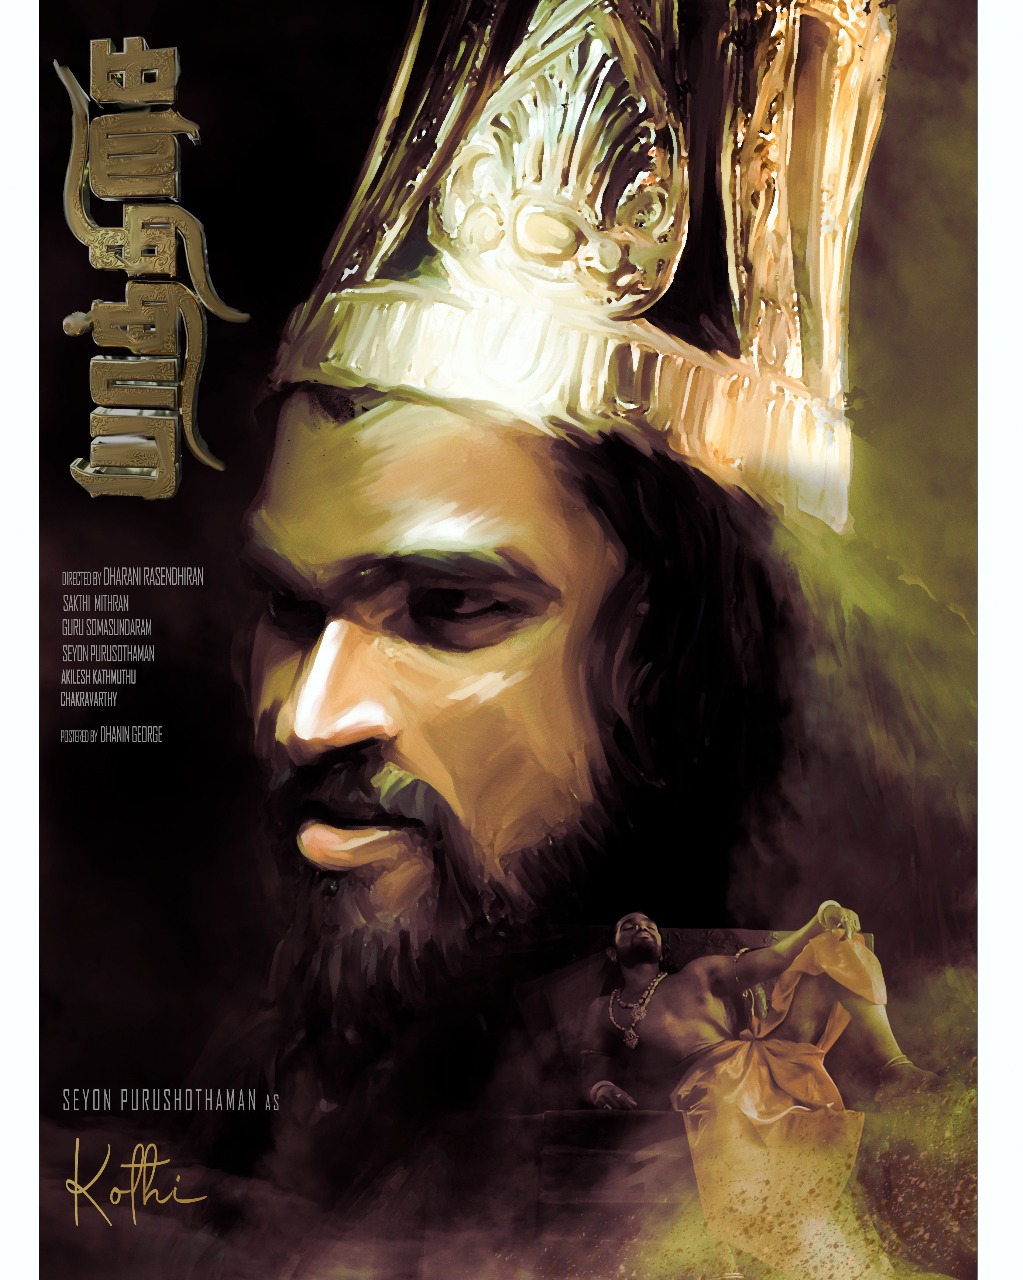 யாத்திசை
DIRECTED BY DHARANI RASENDHIRAN
SAKTHI MITHRAN
GURU SOMASUNDARAM
SEYON PURUSOTHAMAN
AKILESH KATHMUTHU
CHAKRAVARTHY
POSTERED BY DHANIN GEORGE
SEYON PURUSHOTHAMAN AS
Kothi